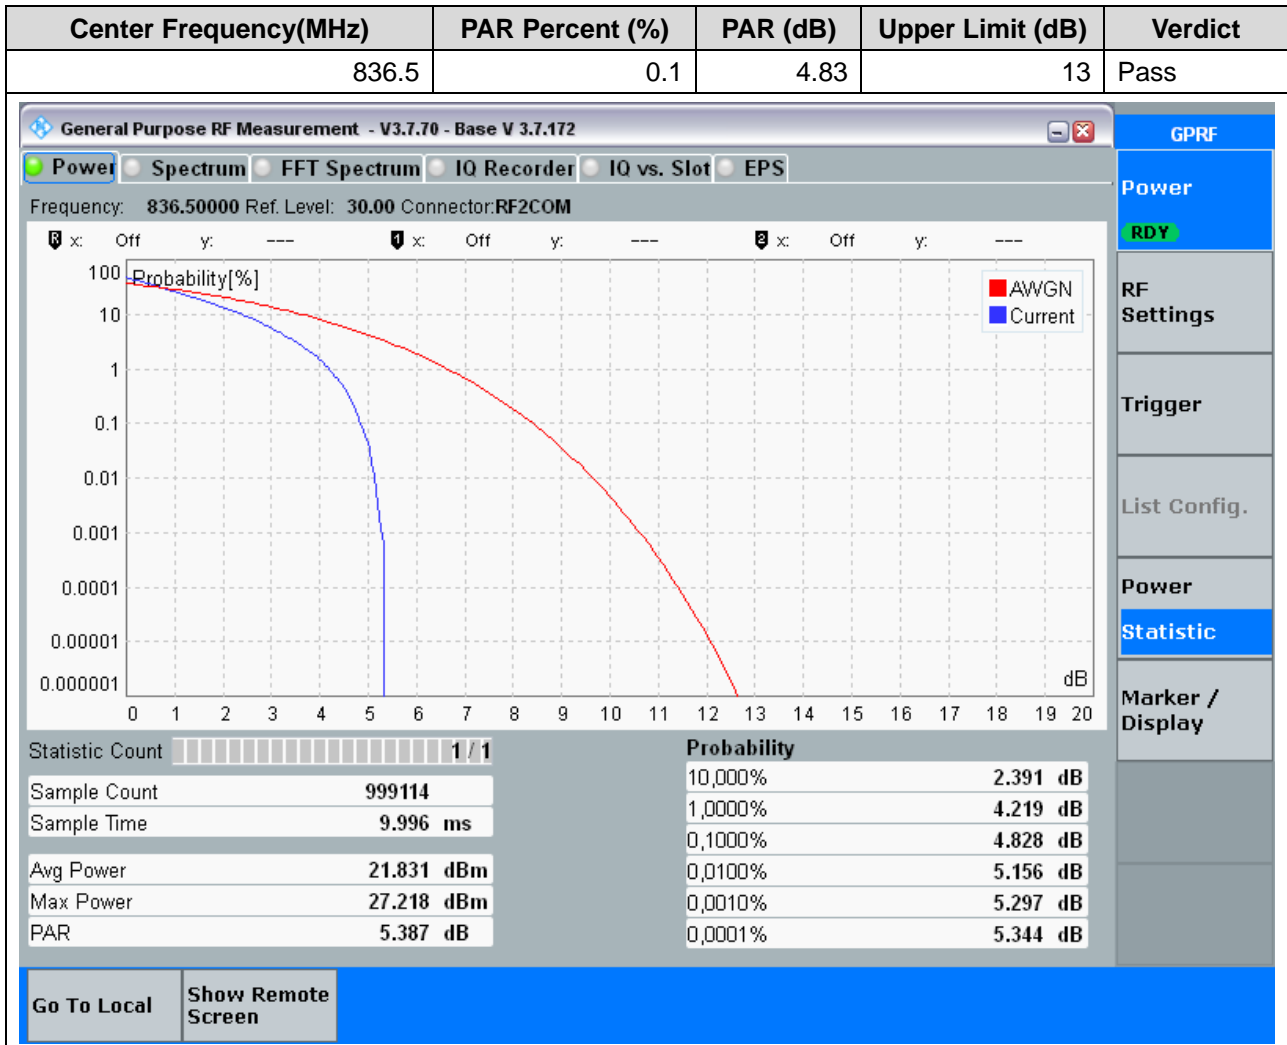 Center Frequency(MHz) PAR Percent (%) PAR (dB) Upper Limit (dB) Verdict
836.5 0.1 4.83 13 Pass
General Purpose RF Measurement - V3.7.70 - Base V 3.7.172
GPRF
Power Spectrum FFT Spectrum IQ Recorder IQ vs. Slot EPS
Frequency: 836.50000 Ref. Level: 30.00 Connector:RF2COM
R x: Off y: --- 1 x: Off y: --- 2 x: Off y: ---
Probability[%]
AWGN
Current
100
10
1
0.1
0.01
0.001
0.0001
0.00001
0.000001
dB
0 1 2 3 4 5 6 7 8 9 10 11 12 13 14 15 16 17 18 19 20
Statistic Count 1 / 1
Sample Count 999114
Sample Time 9.996 ms
Avg Power 21.831 dBm
Max Power 27.218 dBm
PAR 5.387 dB
Probability
10,000% 2.391 dB
1,0000% 4.219 dB
0,1000% 4.828 dB
0,0100% 5.156 dB
0,0010% 5.297 dB
0,0001% 5.344 dB
Power
RDY
RF
Settings
Trigger
List Config.
Power
Statistic
Marker /
Display
Go To Local
Show Remote
Screen